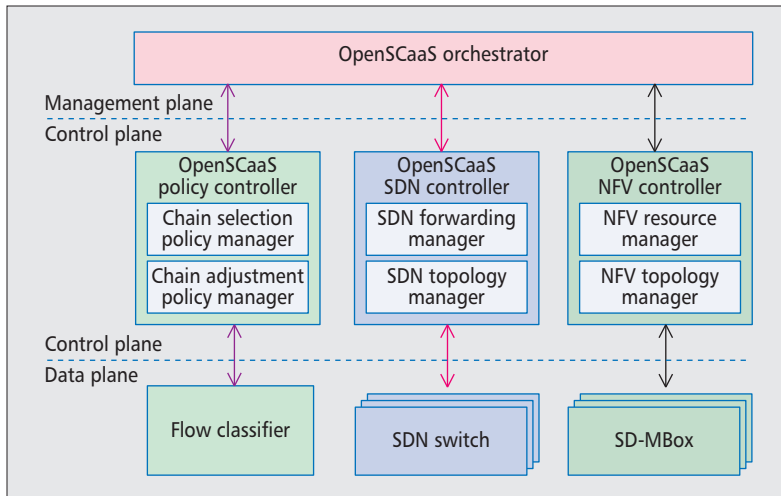 OpenSCaaS orchestrator
Management plane
Control plane
OpenSCaaS
policy controller
Chain selection
policy manager
Chain adjustment
policy manager
OpenSCaaS
SDN controller
SDN forwarding
manager
SDN topology
manager
OpenSCaaS
NFV controller
NFV resource
manager
NFV topology
manager
Control plane
Data plane
Flow classifier
SDN switch
SD-MBox